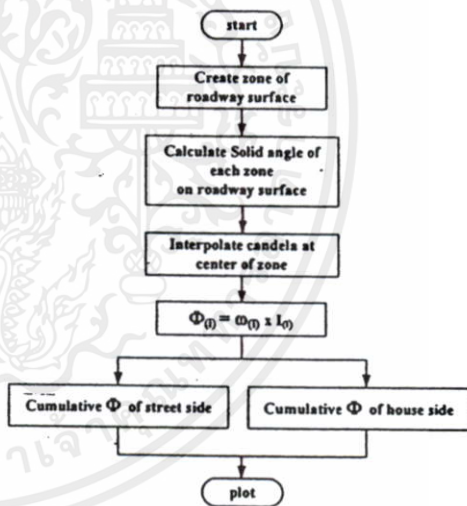 start
Create zone of
roadway surface
Calculate Solid angle of
each zone
on roadway surface
Interpolate candela at
center of zone
Φ(I) = ω(I) x I(I)
Cumulative Φ of street side
Cumulative Φ of house side
plot